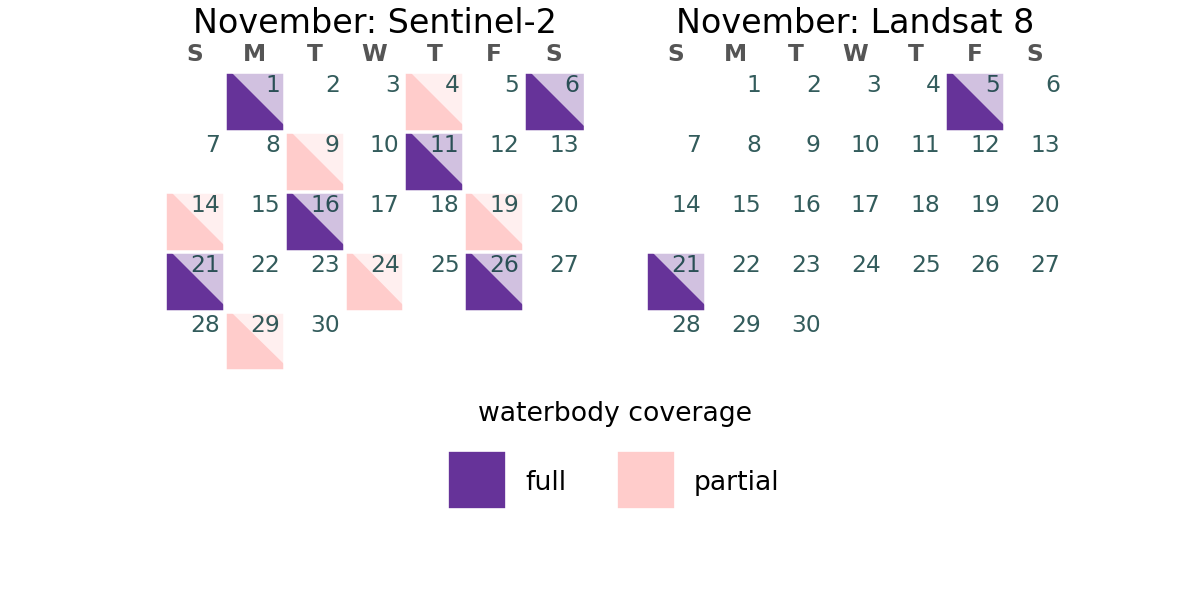 November: Sentinel-2
S M T W T F S
1 2 3 4 5 6
7 8 9 10 11 12 13
14 15 16 17 18 19 20
21 22 23 24 25 26 27
28 29 30
November: Landsat 8
S M T W T F S
1 2 3 4 5 6
7 8 9 10 11 12 13
14 15 16 17 18 19 20
21 22 23 24 25 26 27
28 29 30
waterbody coverage
full
partial